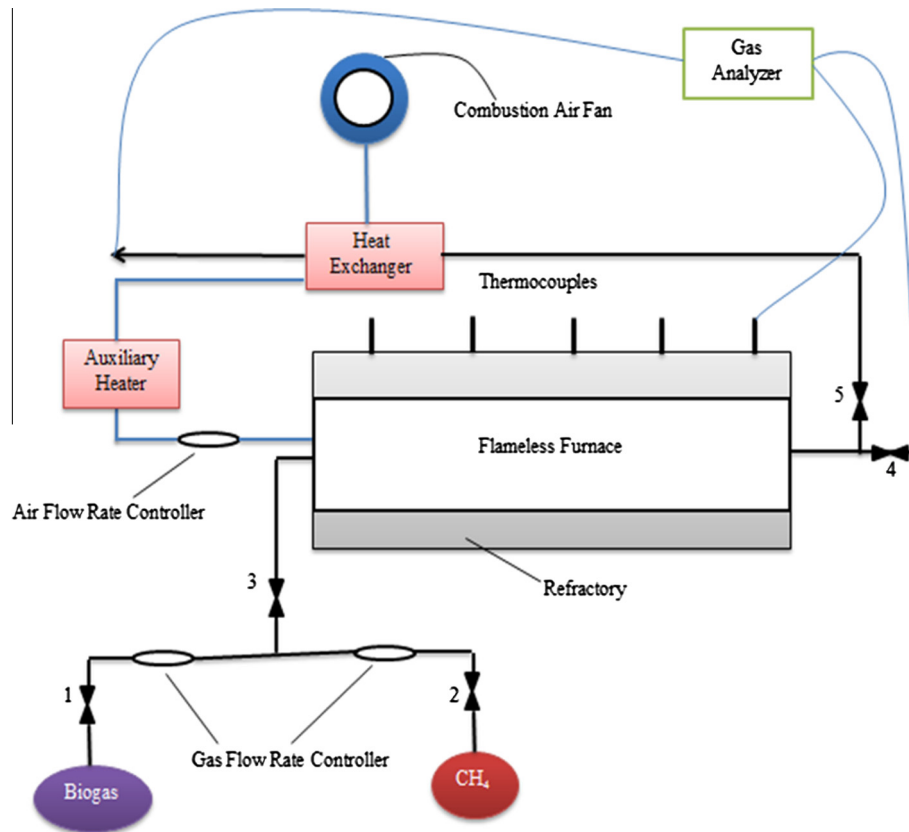 Gas
Analyzer
Combustion Air Fan
Heat
Exchanger
Thermocouples
Auxiliary
Heater
5
Flameless Furnace
4
Air Flow Rate Controller
3
Refractory
1
2
Gas Flow Rate Controller
Biogas
CH₄